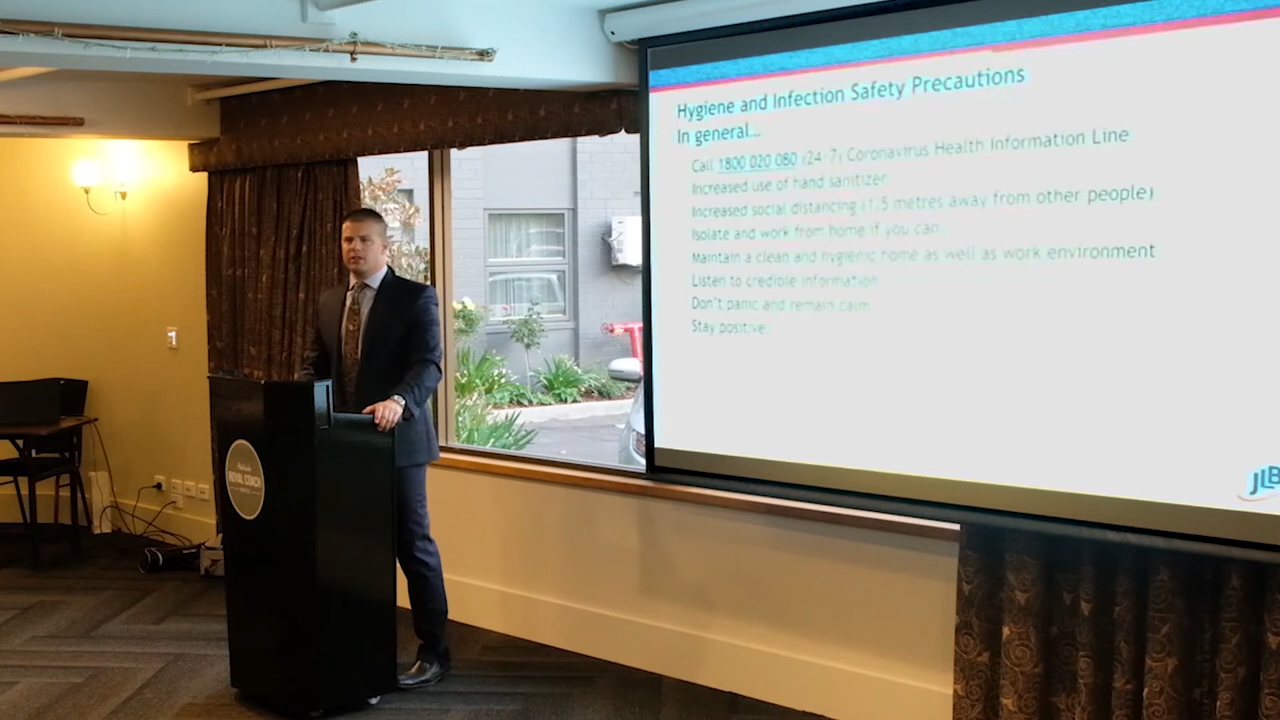 Hygiene and Infection Safety Precautions
In general...
Call 1800 020 080 (24/7) Coronavirus Health Information Line
Increased use of hand sanitizer
Increased social distancing (1.5 metres away from other people)
Isolate and work from home if you can
Maintain a clean and hygienic home as well as work environment
Listen to credible information
Don't panic and remain calm
Stay positive
JLB
ROYAL COACH